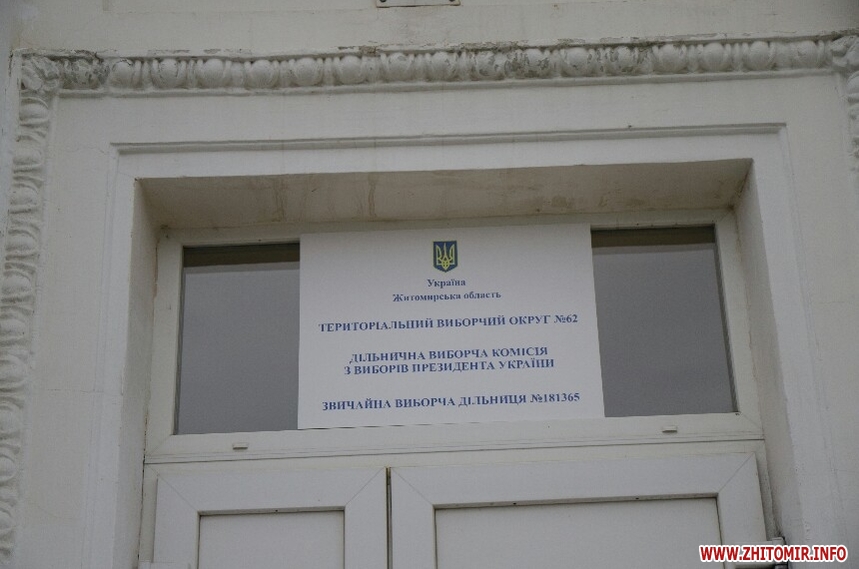 Україна
Житомирська область
ТЕРИТОРІАЛЬНИЙ ВИБОРЧИЙ ОКРУГ №62
ДІЛЬНИЧНА ВИБОРЧА КОМІСІЯ
З ВИБОРІВ ПРЕЗИДЕНТА УКРАЇНИ
ЗВИЧАЙНА ВИБОРЧА ДІЛЬНИЦЯ №181365
WWW.ZHITOMIR.INFO